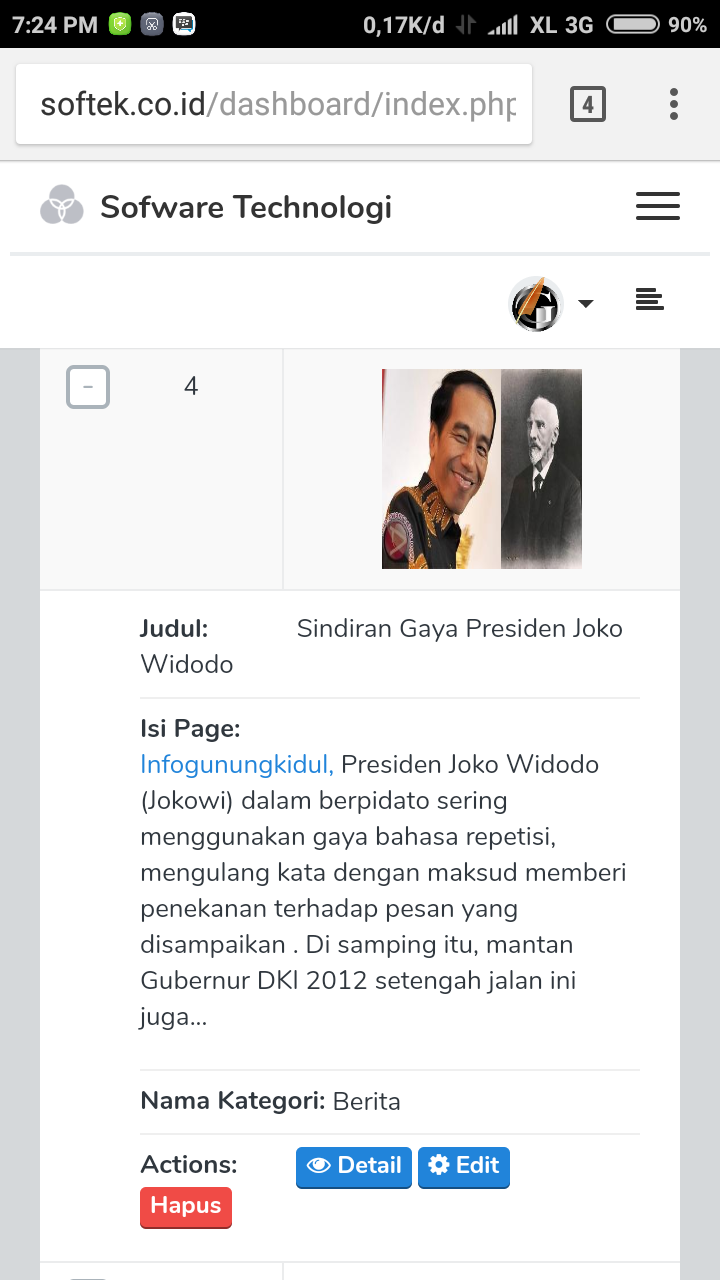 7:24 PM 0,17K/d XL 3G 90%
softek.co.id/dashboard/index.php
4
Sofware Technologi
4
Judul: Sindiran Gaya Presiden Joko
Widodo
Isi Page:
Infogunungkidul, Presiden Joko Widodo
(Jokowi) dalam berpidato sering
menggunakan gaya bahasa repetisi,
mengulang kata dengan maksud memberi
penekanan terhadap pesan yang
disampaikan . Di samping itu, mantan
Gubernur DKI 2012 setengah jalan ini
juga...
Nama Kategori: Berita
Actions: Detail Edit
Hapus